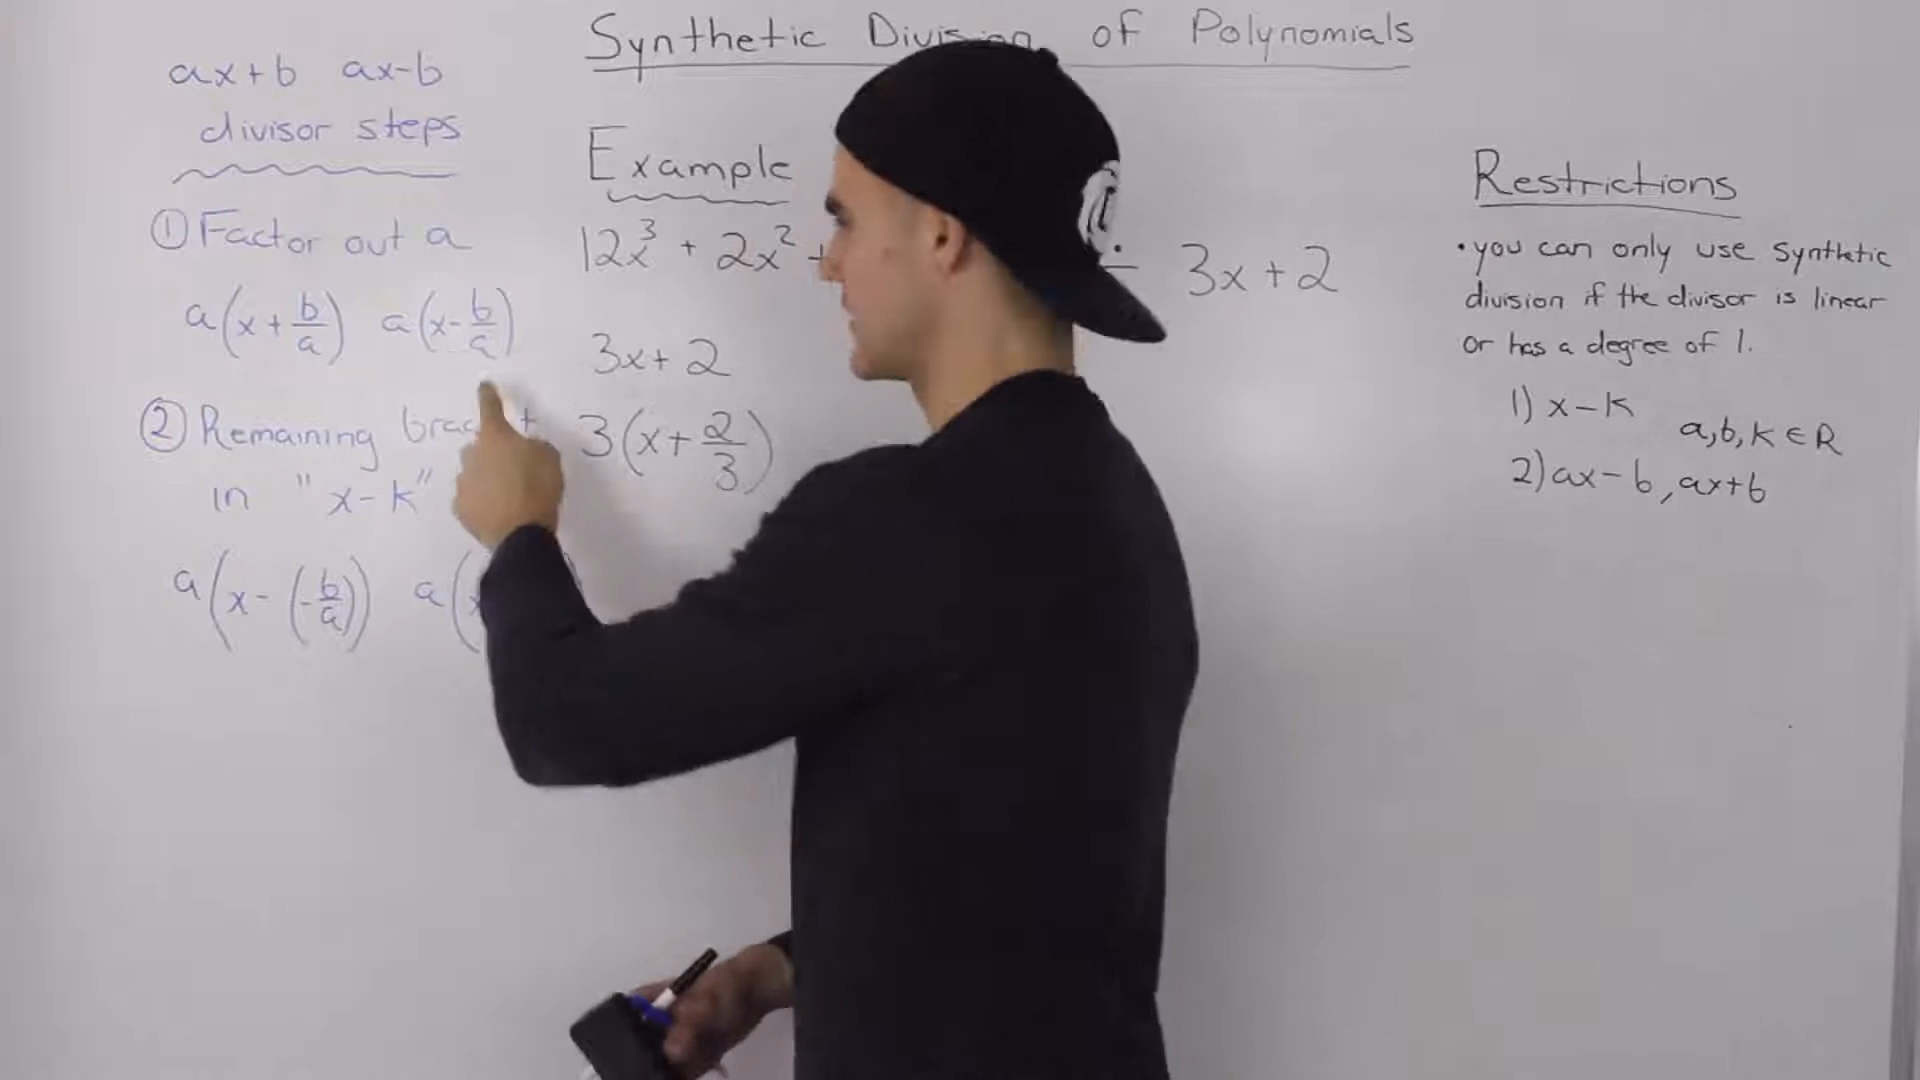 Synthetic Division of Polynomials
ax+b ax-b
divisor steps
① Factor out a
a(x + b/a) a(x - b/a)
② Remaining
in "x-k"
a(x - (-b/a)) a(x
Example
12x³ + 2x² + ÷ 3x + 2
3x + 2
3(x + 2/3)
Restrictions
• you can only use synthetic
division if the divisor is linear
or has a degree of 1.
1) x - k
a, b, k ∈ R
2) ax - b, ax + b